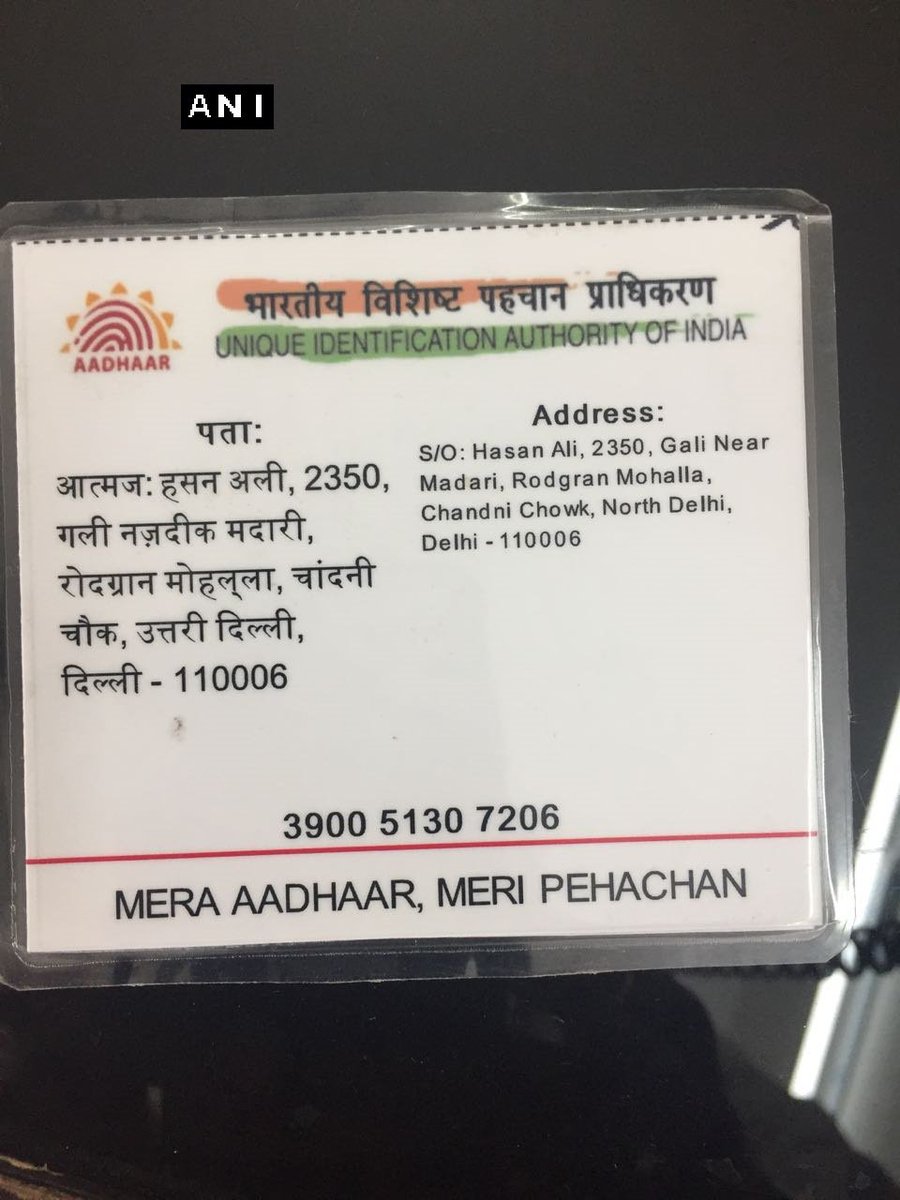 ANI
भारतीय विशिष्ट पहचान प्राधिकरण
UNIQUE IDENTIFICATION AUTHORITY OF INDIA
AADHAAR
पता:
आत्मज: हसन अली, 2350,
गली नज़दीक मदारी,
रोदग्रान मोहल्ला, चांदनी
चौक, उत्तरी दिल्ली,
दिल्ली - 110006
Address:
S/O: Hasan Ali, 2350, Gali Near
Madari, Rodgran Mohalla,
Chandni Chowk, North Delhi,
Delhi - 110006
3900 5130 7206
MERA AADHAAR, MERI PEHACHAN